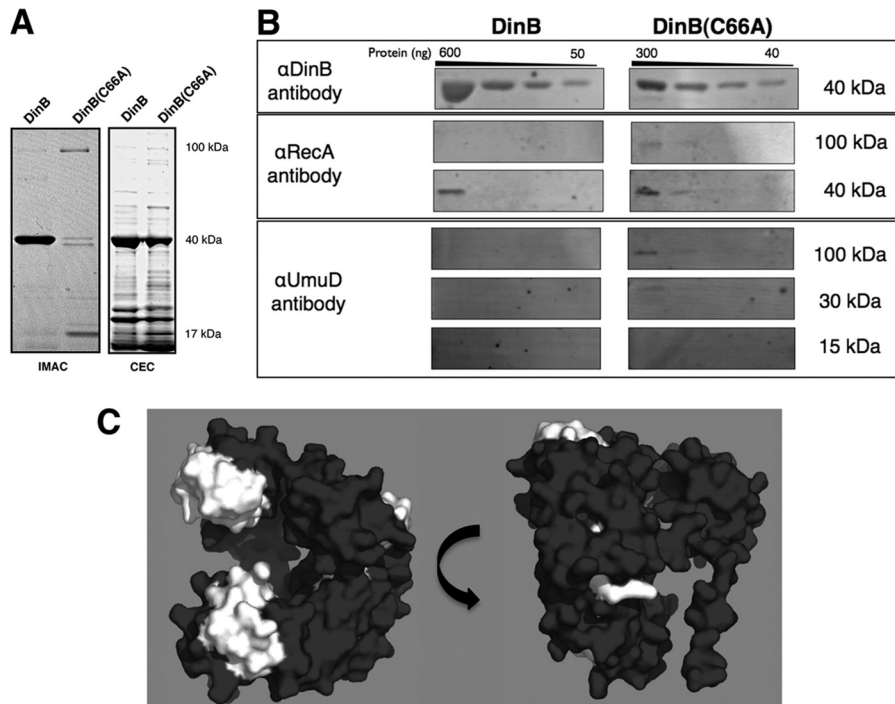 A
DinB
DinB(C66A)
DinB
DinB(C66A)
100 kDa
40 kDa
17 kDa
IMAC
CEC
B
DinB
DinB(C66A)
Protein (ng)
600
50
300
40
αDinB
antibody
40 kDa
αRecA
antibody
100 kDa
40 kDa
αUmuD
antibody
100 kDa
30 kDa
15 kDa
C